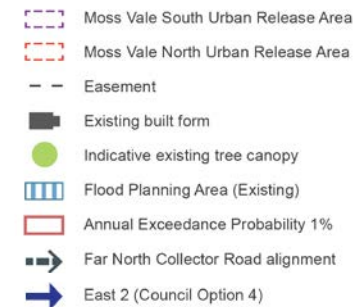 Moss Vale South Urban Release Area
Moss Vale North Urban Release Area
Easement
Existing built form
Indicative existing tree canopy
Flood Planning Area (Existing)
Annual Exceedance Probability 1%
Far North Collector Road alignment
East 2 (Council Option 4)